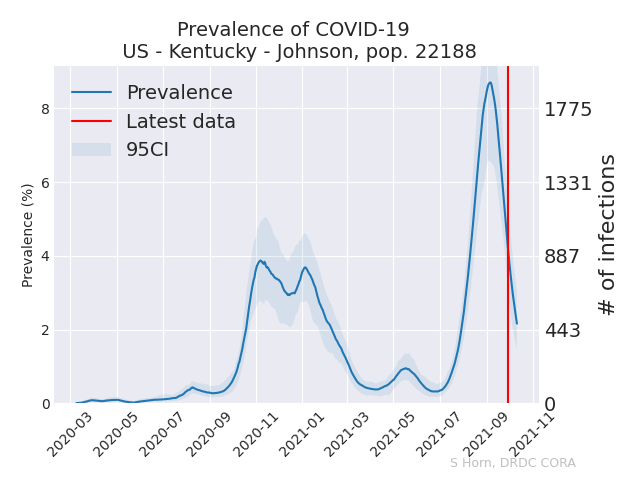 Prevalence of COVID-19
US - Kentucky - Johnson, pop. 22188
Prevalence
Latest data
95CI
Prevalence (%)
8
6
4
2
0
1775
1331
887
443
0
# of infections
2020-03
2020-05
2020-07
2020-09
2020-11
2021-01
2021-03
2021-05
2021-07
2021-09
2021-11
S Horn, DRDC CORA